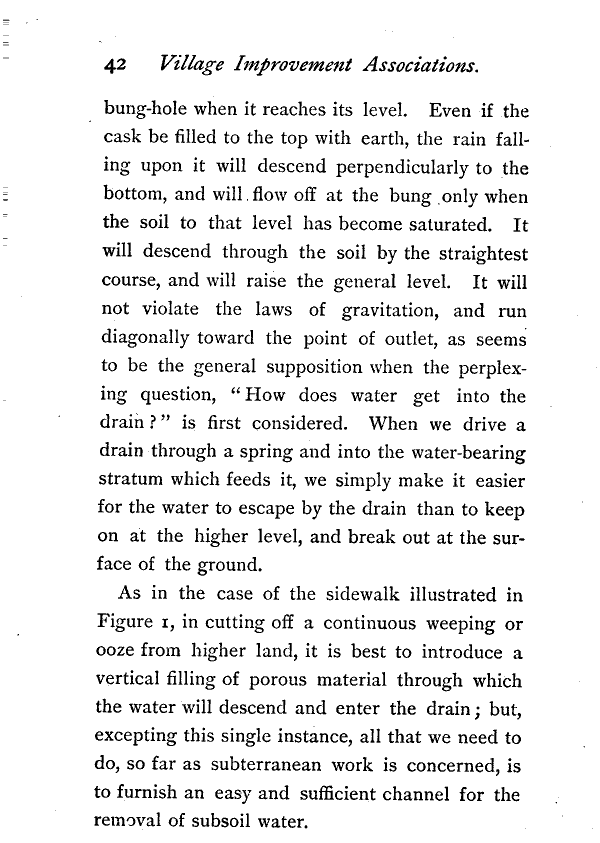 42 Village Improvement Associations.
bung-hole when it reaches its level. Even if the
cask be filled to the top with earth, the rain fall-
ing upon it will descend perpendicularly to the
bottom, and will flow off at the bung only when
the soil to that level has become saturated. It
will descend through the soil by the straightest
course, and will raise the general level. It will
not violate the laws of gravitation, and run
diagonally toward the point of outlet, as seems
to be the general supposition when the perplex-
ing question, “How does water get into the
drain?” is first considered. When we drive a
drain through a spring and into the water-bearing
stratum which feeds it, we simply make it easier
for the water to escape by the drain than to keep
on at the higher level, and break out at the sur-
face of the ground.
As in the case of the sidewalk illustrated in
Figure 1, in cutting off a continuous weeping or
ooze from higher land, it is best to introduce a
vertical filling of porous material through which
the water will descend and enter the drain; but,
excepting this single instance, all that we need to
do, so far as subterranean work is concerned, is
to furnish an easy and sufficient channel for the
removal of subsoil water.